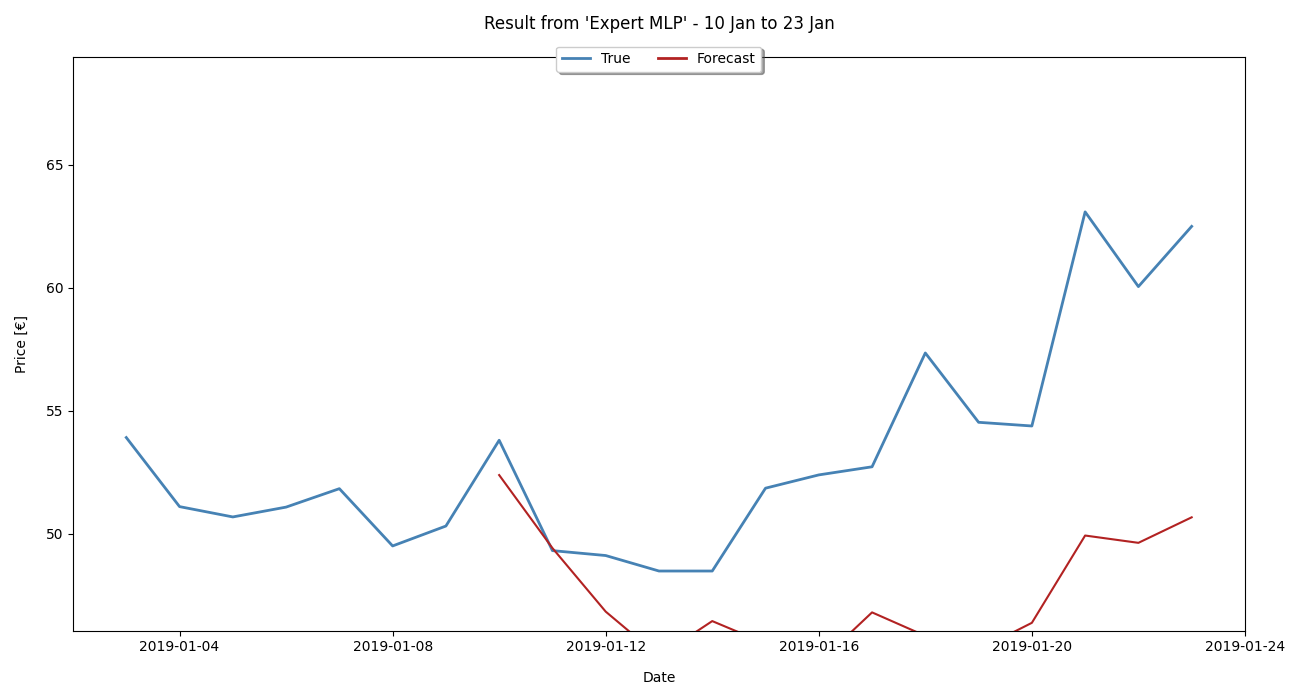 Result from 'Expert MLP' - 10 Jan to 23 Jan
True Forecast
65
60
55
50
Price [€]
2019-01-04 2019-01-08 2019-01-12 2019-01-16 2019-01-20 2019-01-24
Date